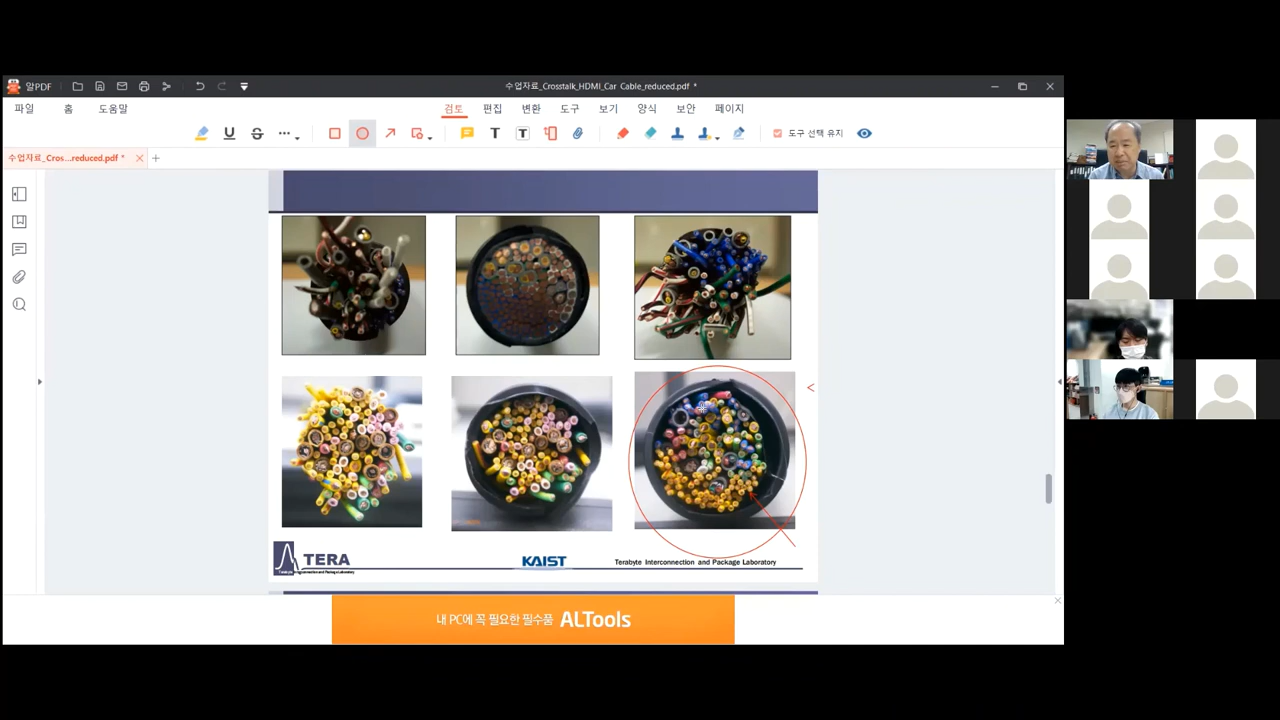 알PDF
수업자료_Crosstalk_HDMI_Car Cable_reduced.pdf *
파일 홈 도움말 검토 편집 변환 도구 보기 양식 보안 페이지
도구 선택 유지
수업자료_Cros...reduced.pdf *
TERA
KAIST
Terabyte Interconnection and Package Laboratory
내 PC에 꼭 필요한 필수품 ALTools